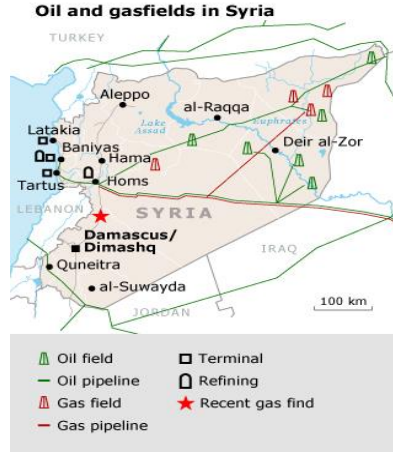 Oil and gasfields in Syria
TURKEY
Aleppo
al-Raqqa
Lake
Assad
Euphrates
Latakia
Baniyas
Hama
Deir al-Zor
Tartus
Homs
LEBANON
SYRIA
Damascus/
Dimashq
IRAQ
Quneitra
al-Suwayda
100 km
JORDAN
Oil field
Terminal
Oil pipeline
Refining
Gas field
Recent gas find
Gas pipeline